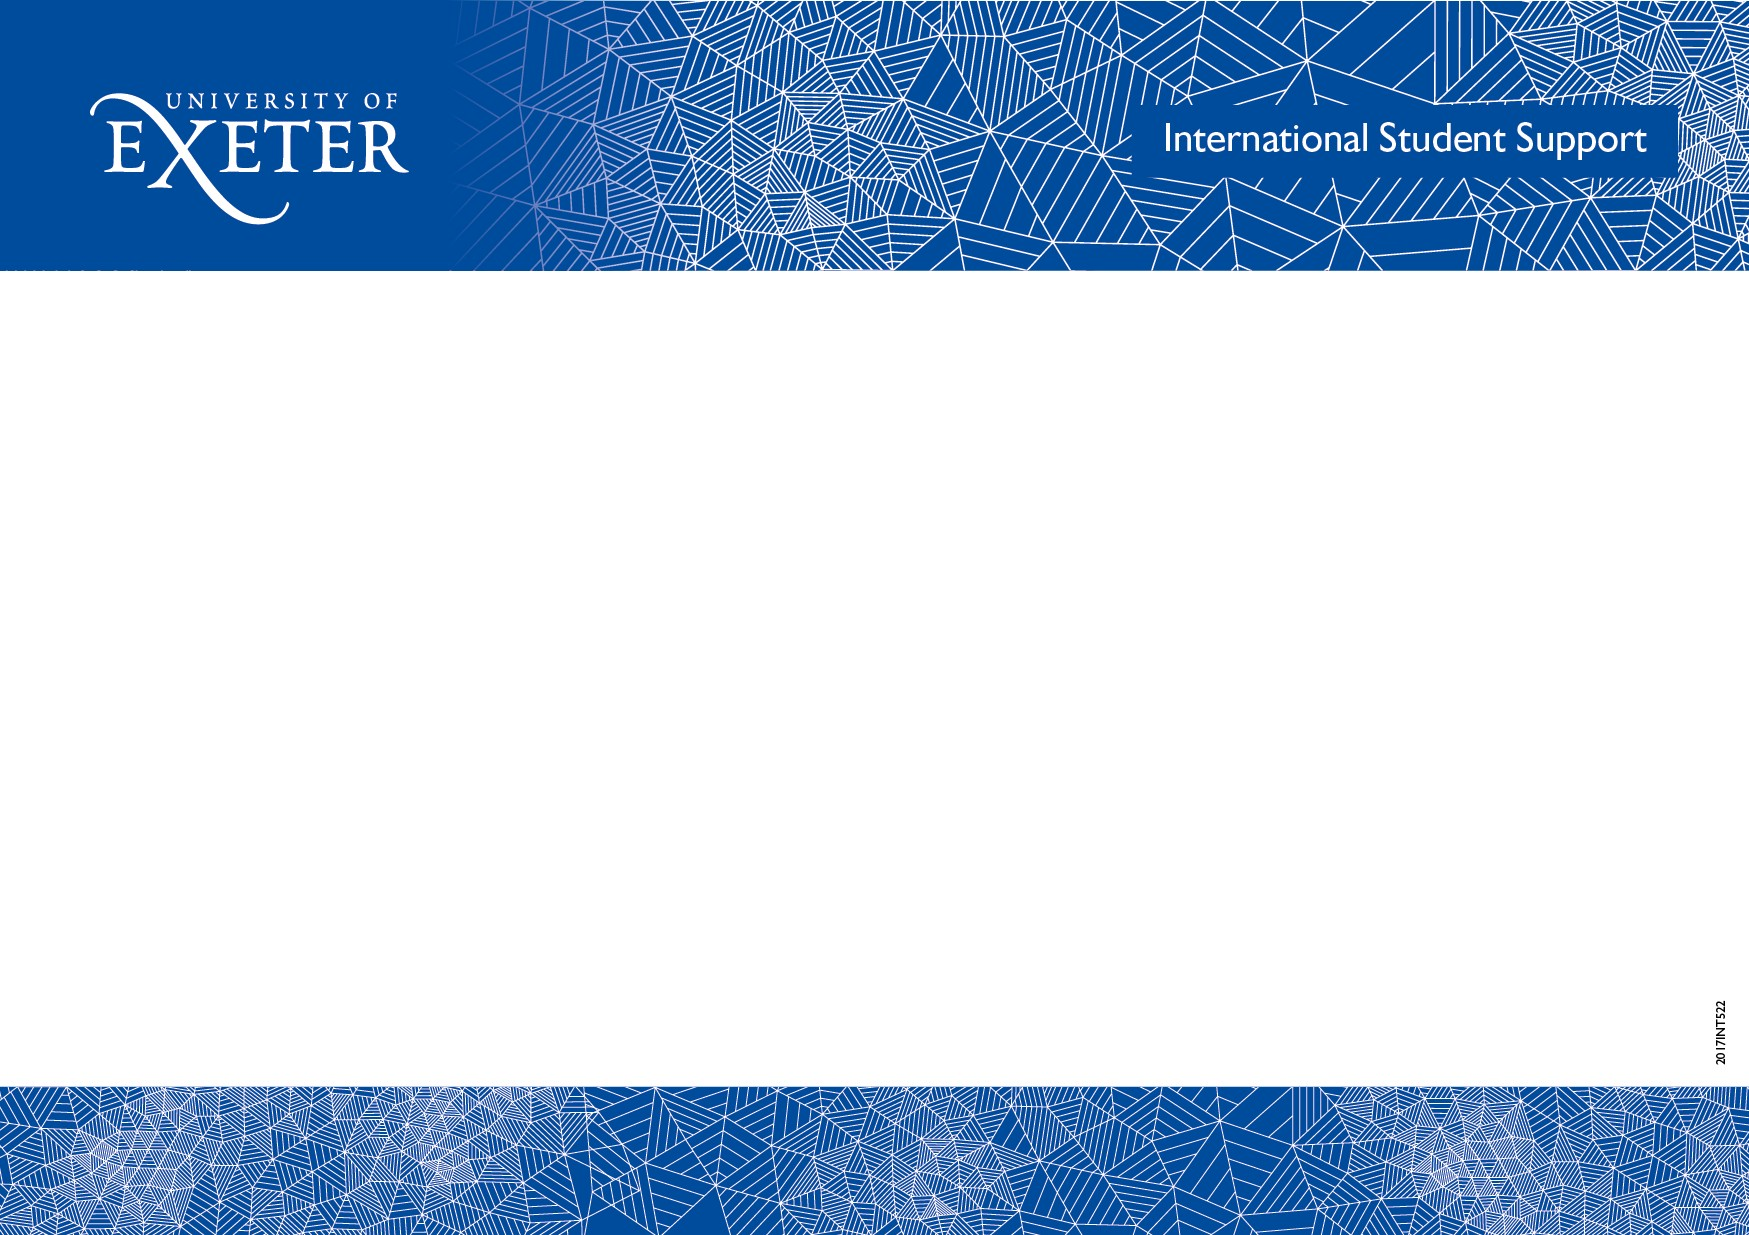 UNIVERSITY OF
EXETER
International Student Support
2017INT522